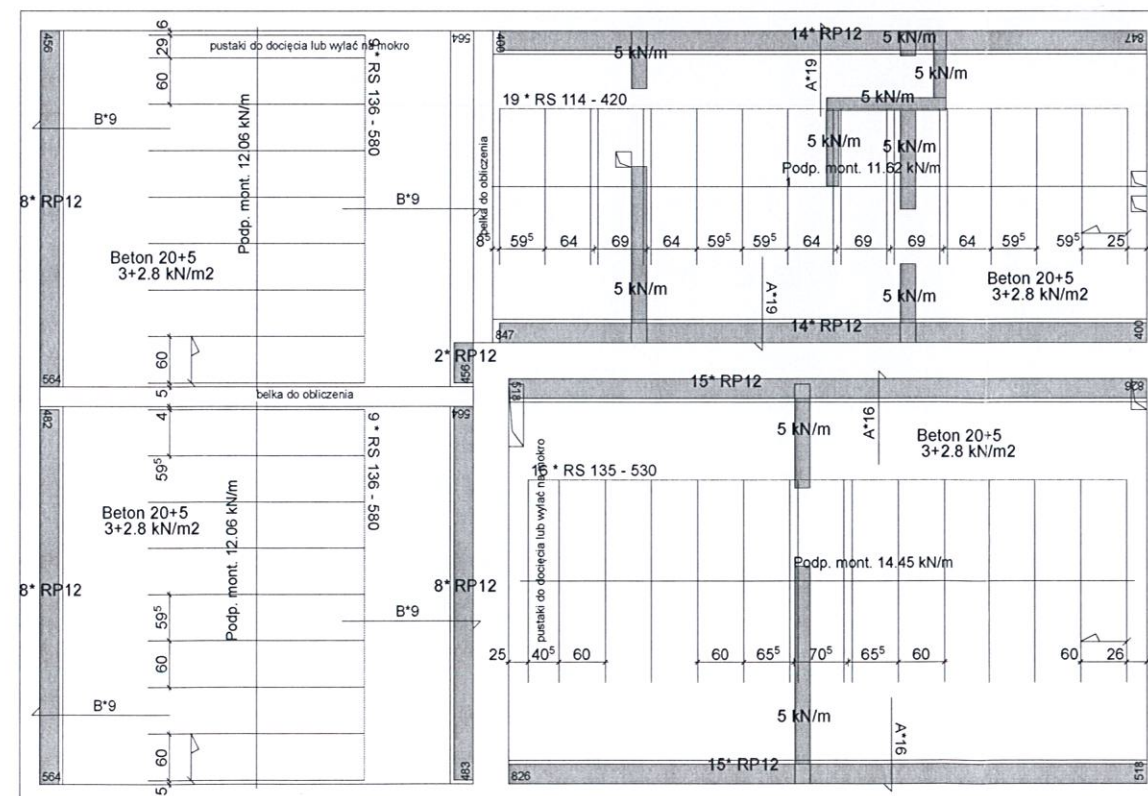 456
6
29
60
pustaki do docięcia lub wylać na mokro
B*9
8* RP12
Podp. mont. 12.06 kN/m
9 * RS 136 - 580
B*9
Beton 20+5
3+2.8 kN/m2
60
5
564
564
belka do obliczenia
2* RP12
456
belka do obliczenia
400
14* RP12
847
5 kN/m
5 kN/m
5 kN/m
5 kN/m
5 kN/m
5 kN/m
A*19
19 * RS 114 - 420
Podp. mont. 11.62 kN/m
8⁵
59⁵
64
69
64
59⁵
59⁵
64
69
69
64
59⁵
59⁵
25
Beton 20+5
3+2.8 kN/m2
5 kN/m
5 kN/m
A*19
847
14* RP12
400
482
4
59⁵
564
9 * RS 136 - 580
Beton 20+5
3+2.8 kN/m2
Podp. mont. 12.06 kN/m
8* RP12
8* RP12
59⁵
B*9
60
B*9
60
5
564
483
518
15* RP12
826
A*16
5 kN/m
Beton 20+5
3+2.8 kN/m2
16 * RS 135 - 530
pustaki do docięcia lub wylać na mokro
Podp. mont. 14.45 kN/m
25
40⁵
60
60
65⁵
70⁵
65⁵
60
60
26
5 kN/m
A*16
826
15* RP12
518